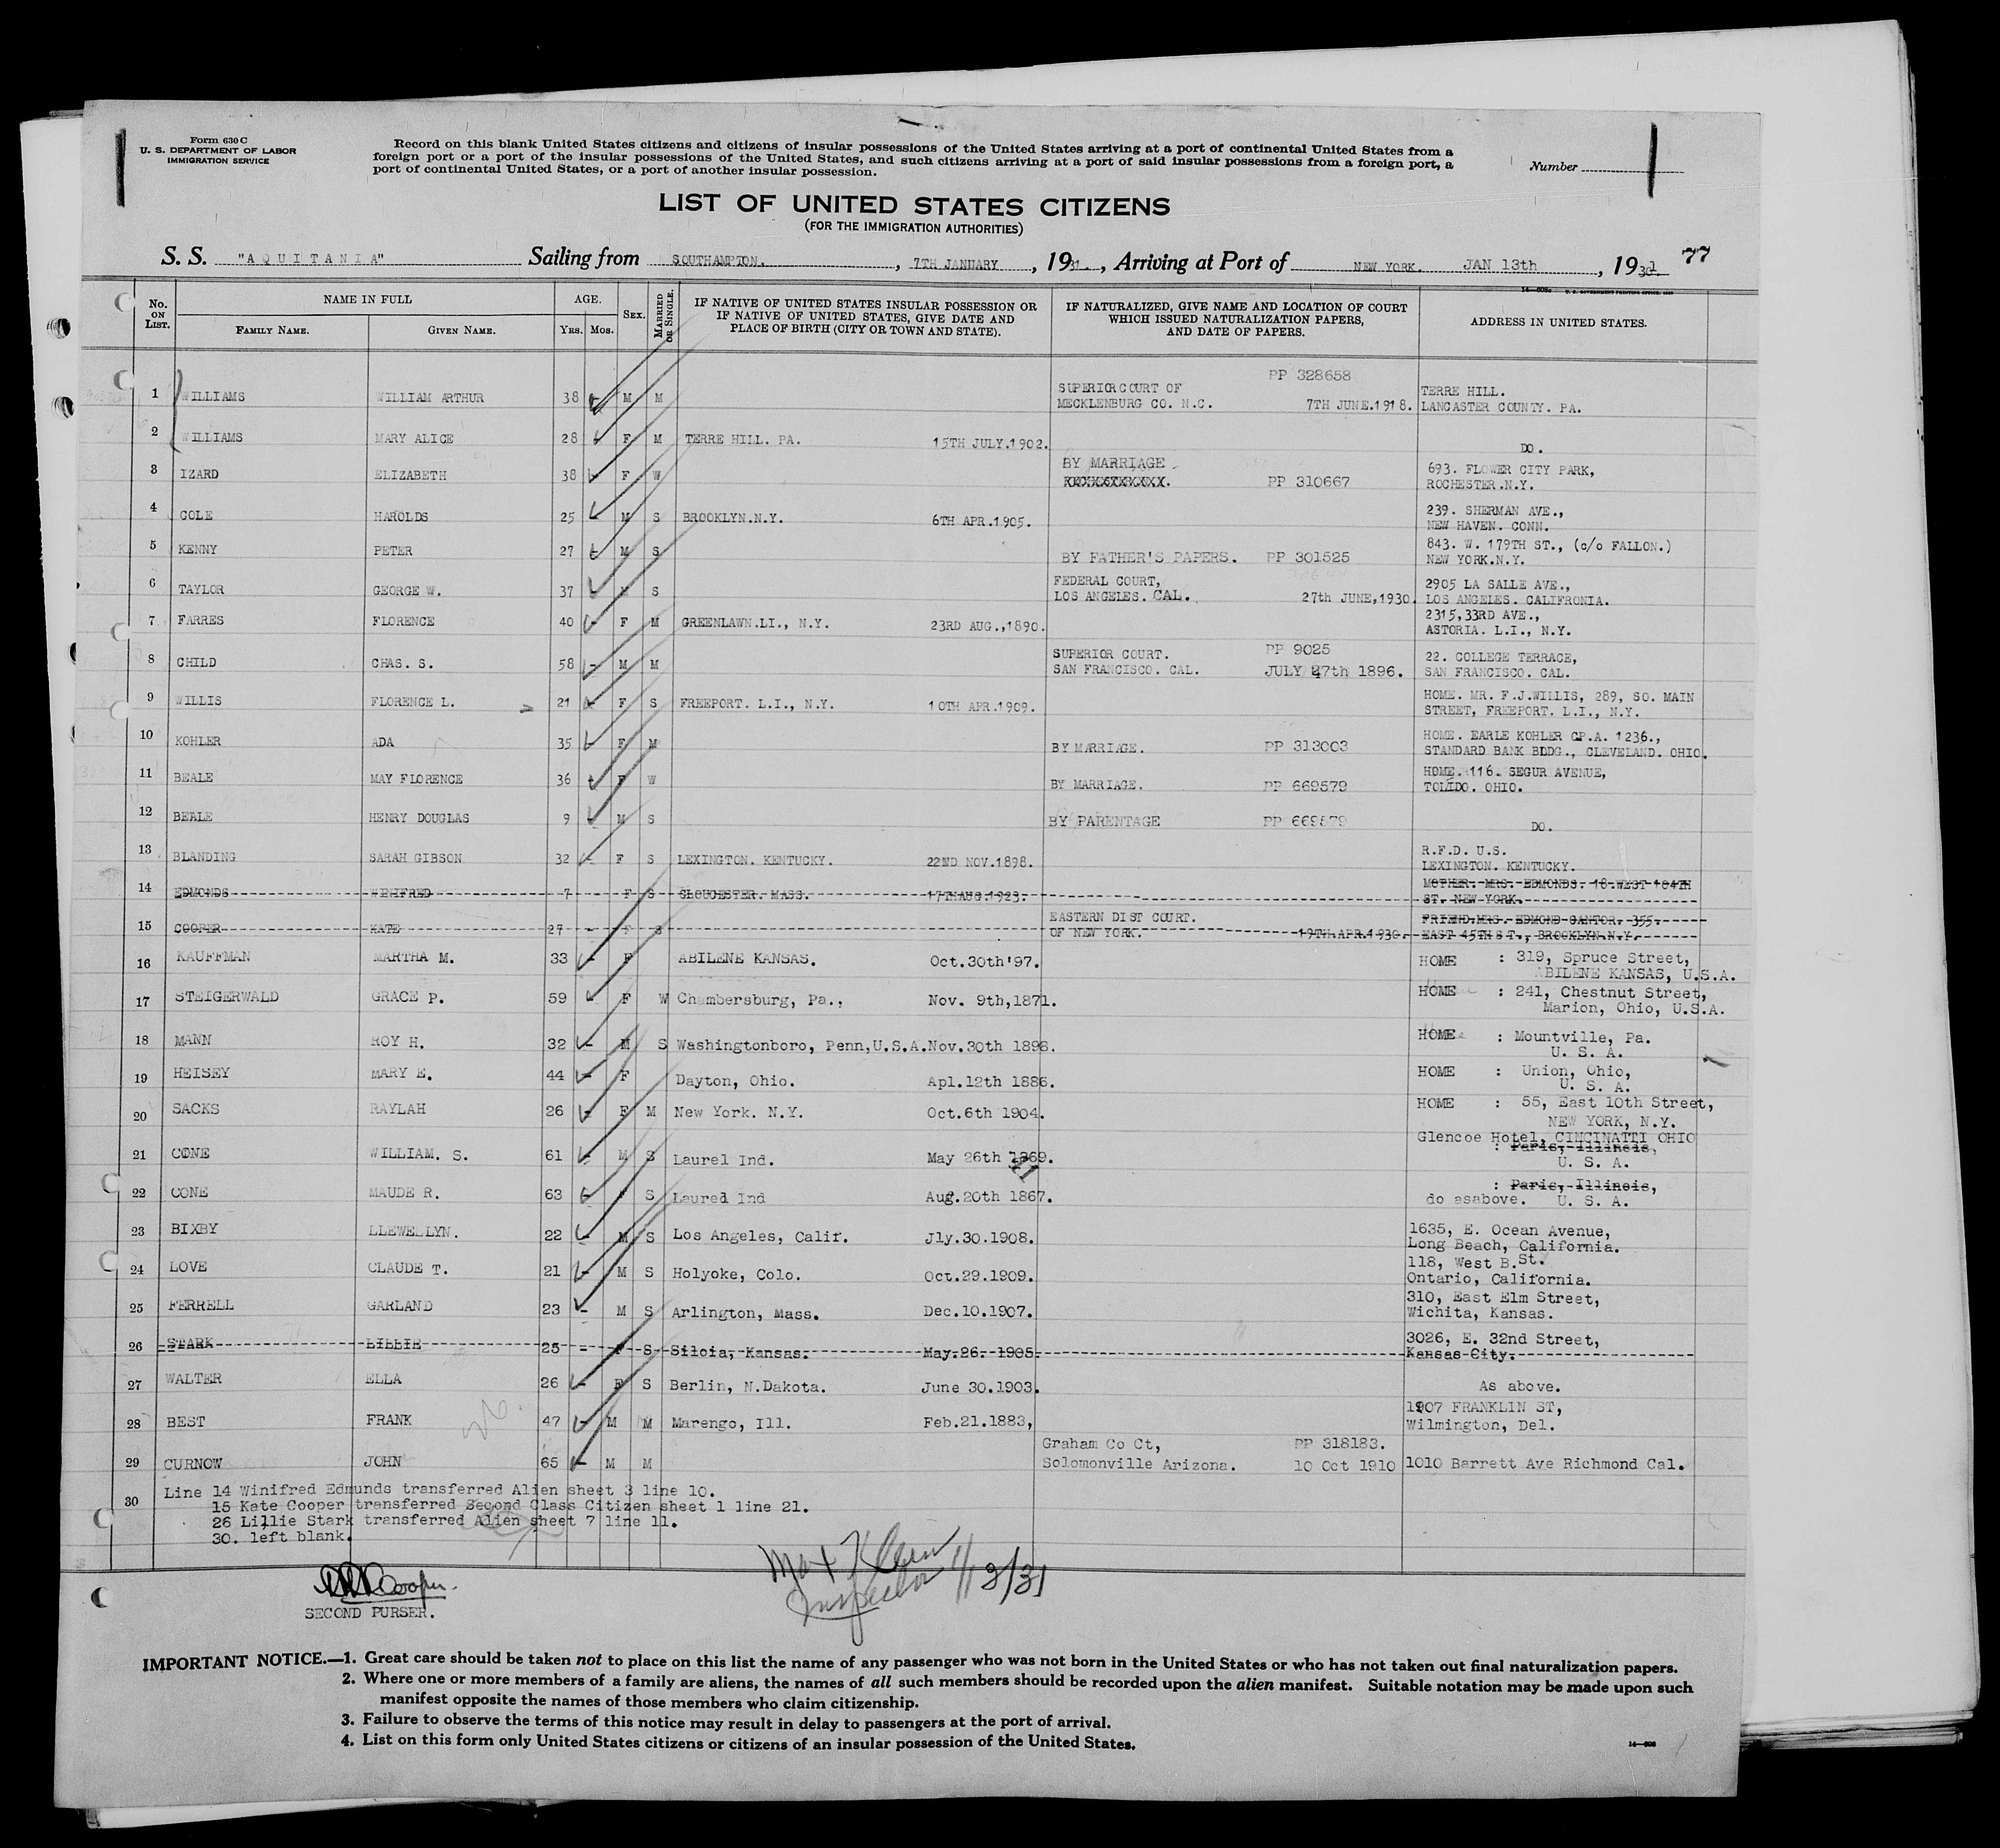 Form 630 C
U. S. DEPARTMENT OF LABOR
IMMIGRATION SERVICE
Record on this blank United States citizens and citizens of insular possessions of the United States arriving at a port of continental United States from a
foreign port or a port of the insular possessions of the United States, and such citizens arriving at a port of said insular possessions from a foreign port, a
port of continental United States, or a port of another insular possession.
Number
LIST OF UNITED STATES CITIZENS
(FOR THE IMMIGRATION AUTHORITIES)
S. S. "AQUITANIA" Sailing from SOUTHAMPTON. , 7TH JANUARY , 1931. , Arriving at Port of NEW YORK. JAN 13th , 1931 77
No. ON LIST. NAME IN FULL AGE. SEX. MARRIED OR SINGLE. IF NATIVE OF UNITED STATES INSULAR POSSESSION OR IF NATIVE OF UNITED STATES, GIVE DATE AND PLACE OF BIRTH (CITY OR TOWN AND STATE). IF NATURALIZED, GIVE NAME AND LOCATION OF COURT WHICH ISSUED NATURALIZATION PAPERS, AND DATE OF PAPERS. ADDRESS IN UNITED STATES.
FAMILY NAME. GIVEN NAME. YRS. MOS.
PP 328658
1 WILLIAMS WILLIAM ARTHUR 38 - M M SUPERIOR COURT OF MECKLENBURG CO. N.C. 7TH JUNE.1918. TERRE HILL. LANCASTER COUNTY. PA.
2 WILLIAMS MARY ALICE 28 - F M TERRE HILL. PA. 15TH JULY.1902. DO.
3 IZARD ELIZABETH 38 - F W BY MARRIAGE PP 310667 693. FLOWER CITY PARK, ROCHESTER.N.Y.
4 COLE HAROLDS 25 - M S BROOKLYN.N.Y. 6TH APR.1905. 239. SHERMAN AVE., NEW HAVEN. CONN.
5 KENNY PETER 27 - M S BY FATHER'S PAPERS. PP 301525 843. W. 179TH ST., (c/o FALLON.) NEW YORK.N.Y.
6 TAYLOR GEORGE W. 37 - M S FEDERAL COURT, LOS ANGELES. CAL. 27th JUNE,1930. 2905 LA SALLE AVE., LOS ANGELES. CALIFRONIA.
7 FARRES FLORENCE 40 - F M GREENLAWN.LI., N.Y. 23RD AUG.,1890. 2315,33RD AVE., ASTORIA. L.I., N.Y.
8 CHILD CHAS. S. 58 - M M SUPERIOR COURT. PP 9025 SAN FRANCISCO. CAL. JULY 27th 1896. 22. COLLEGE TERRACE, SAN FRANCISCO. CAL.
9 WILLIS FLORENCE L. 21 - F S FREEPORT. L.I., N.Y. 10TH APR.1909. HOME. MR. F.J.WILLIS, 289, SO. MAIN STREET, FREEPORT. L.I., N.Y.
10 KOHLER ADA 35 - F M BY MARRIAGE. PP 313003 HOME. EARLE KOHLER CP.A. 1236., STANDARD BANK BLDG., CLEVELAND. OHIO.
11 BEALE MAY FLORENCE 36 - F W BY MARRIAGE. PP 669579 HOME. 116. SEGUR AVENUE, TOLEDO. OHIO.
12 BEALE HENRY DOUGLAS 9 - M S BY PARENTAGE PP 669579 DO.
13 BLANDING SARAH GIBSON 32 - F S LEXINGTON. KENTUCKY. 22ND NOV.1898. R.F.D. U.S. LEXINGTON. KENTUCKY.
14 EDMONDS WINIFRED 7 - F S GLOUCESTER. MASS. 17TH AUG.1923. MOTHER. MRS. EDMONDS. 18.WEST 184TH ST. NEW YORK.
15 COOPER KATE 27 - F S EASTERN DIST COURT. OF NEW YORK. 19TH.APR.1930. FRIEND.MRS. EDMOND CANTOR. 355. EAST 45TH ST., BROOKLYN.N.Y.
16 KAUFFMAN MARTHA M. 33 - F ABILENE KANSAS. Oct.30th'97. HOME : 319, Spruce Street, ABILENE KANSAS, U.S.A.
17 STEIGERWALD GRACE P. 59 - F W Chambersburg, Pa., Nov. 9th,1871. HOME : 241, Chestnut Street, Marion, Ohio, U.S.A.
18 MANN ROY H. 32 - M S Washingtonboro, Penn,U.S.A. Nov.30th 1898. HOME : Mountville, Pa. U. S. A.
19 HEISEY MARY E. 44 - F Dayton, Ohio. Apl.12th 1886. HOME : Union, Ohio, U. S. A.
20 SACKS RAYLAH 26 - F M New York. N.Y. Oct.6th 1904. HOME : 55, East 10th Street, NEW YORK, N.Y.
21 CONE WILLIAM. S. 61 - M S Laurel Ind. May 26th 1869. Glencoe Hotel, CINCINATTI OHIO : Paris, Illinois, U. S. A.
22 CONE MAUDE R. 63 - F S Laured Ind Aug.20th 1867. : Paris, Illinois, do asabove. U. S. A.
23 BIXBY LLEWELLYN. 22 - M S Los Angeles, Calif. Jly.30.1908. 1635, E. Ocean Avenue, Long Beach, California.
24 LOVE CLAUDE T. 21 - M S Holyoke, Colo. Oct.29.1909. 118, West B.St. Ontario, California.
25 FERRELL GARLAND 23 - M S Arlington, Mass. Dec.10.1907. 310, East Elm Street, Wichita, Kansas.
26 STARK LILLIE 25 - F S Silcia, Kansas. May.26. 1905. 3026, E. 32nd Street, Kansas City.
27 WALTER ELLA 26 - F S Berlin, N.Dakota. June 30.1903. As above.
28 BEST FRANK 47 - M M Marengo, Ill. Feb.21.1883, 1907 FRANKLIN ST, Wilmington, Del.
29 CURNOW JOHN 65 - M M Graham Co Ct, PP 318183. Solomonville Arizona. 10 Oct 1910 1010 Barrett Ave Richmond Cal.
30 Line 14 Winifred Edmunds transferred Alien sheet 3 line 10.
15 Kate Cooper transferred Second Class Citizen sheet 1 line 21.
26 Lillie Stark transferred Alien sheet 7 line 11.
30. left blank.
Cooper.
SECOND PURSER.
Max Klein
Inspector 1/13/31
IMPORTANT NOTICE.—1. Great care should be taken not to place on this list the name of any passenger who was not born in the United States or who has not taken out final naturalization papers.
2. Where one or more members of a family are aliens, the names of all such members should be recorded upon the alien manifest. Suitable notation may be made upon such
manifest opposite the names of those members who claim citizenship.
3. Failure to observe the terms of this notice may result in delay to passengers at the port of arrival.
4. List on this form only United States citizens or citizens of an insular possession of the United States.